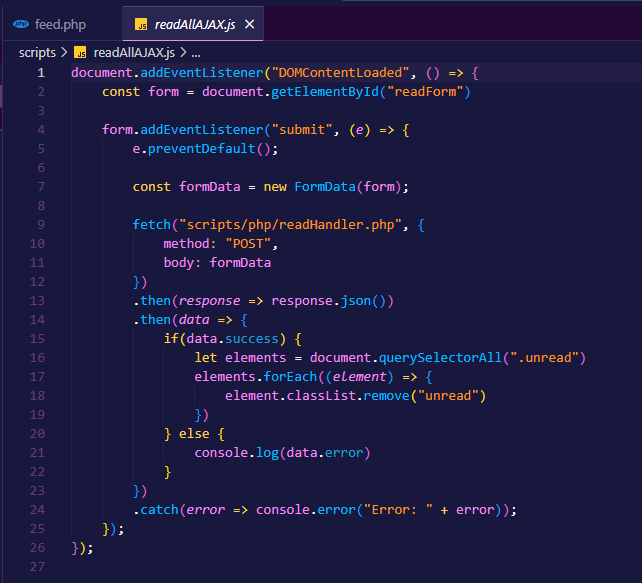 feed.php
JS readAllAJAX.js ×
scripts > JS readAllAJAX.js > ...
1 document.addEventListener("DOMContentLoaded", () => {
2     const form = document.getElementById("readForm")
3
4     form.addEventListener("submit", (e) => {
5         e.preventDefault();
6
7         const formData = new FormData(form);
8
9         fetch("scripts/php/readHandler.php", {
10             method: "POST",
11             body: formData
12         })
13         .then(response => response.json())
14         .then(data => {
15             if(data.success) {
16                 let elements = document.querySelectorAll(".unread")
17                 elements.forEach((element) => {
18                     element.classList.remove("unread")
19                 })
20             } else {
21                 console.log(data.error)
22             }
23         })
24         .catch(error => console.error("Error: " + error));
25     });
26 });
27